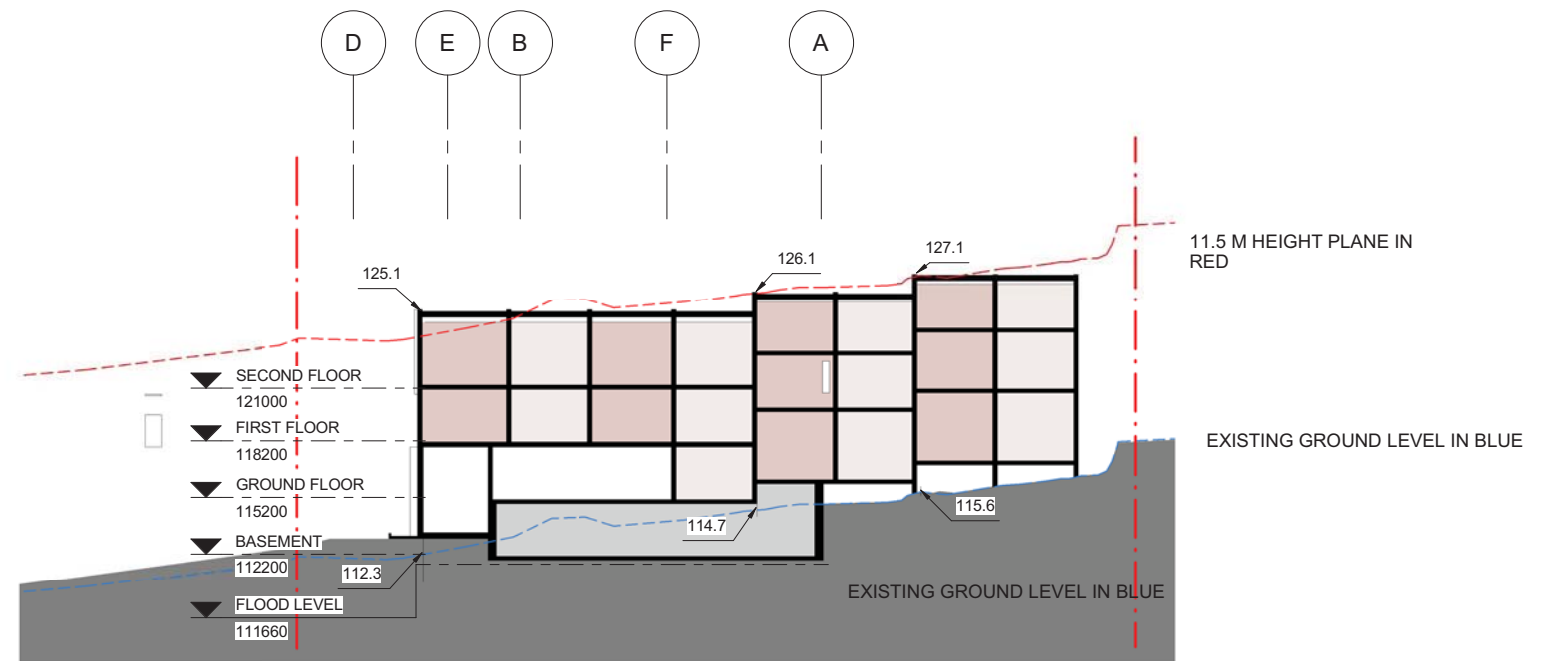 D
E
B
F
A
11.5 M HEIGHT PLANE IN
RED
127.1
126.1
125.1
SECOND FLOOR
121000
FIRST FLOOR
118200
EXISTING GROUND LEVEL IN BLUE
GROUND FLOOR
115200
115.6
114.7
BASEMENT
112200
112.3
EXISTING GROUND LEVEL IN BLUE
FLOOD LEVEL
111660